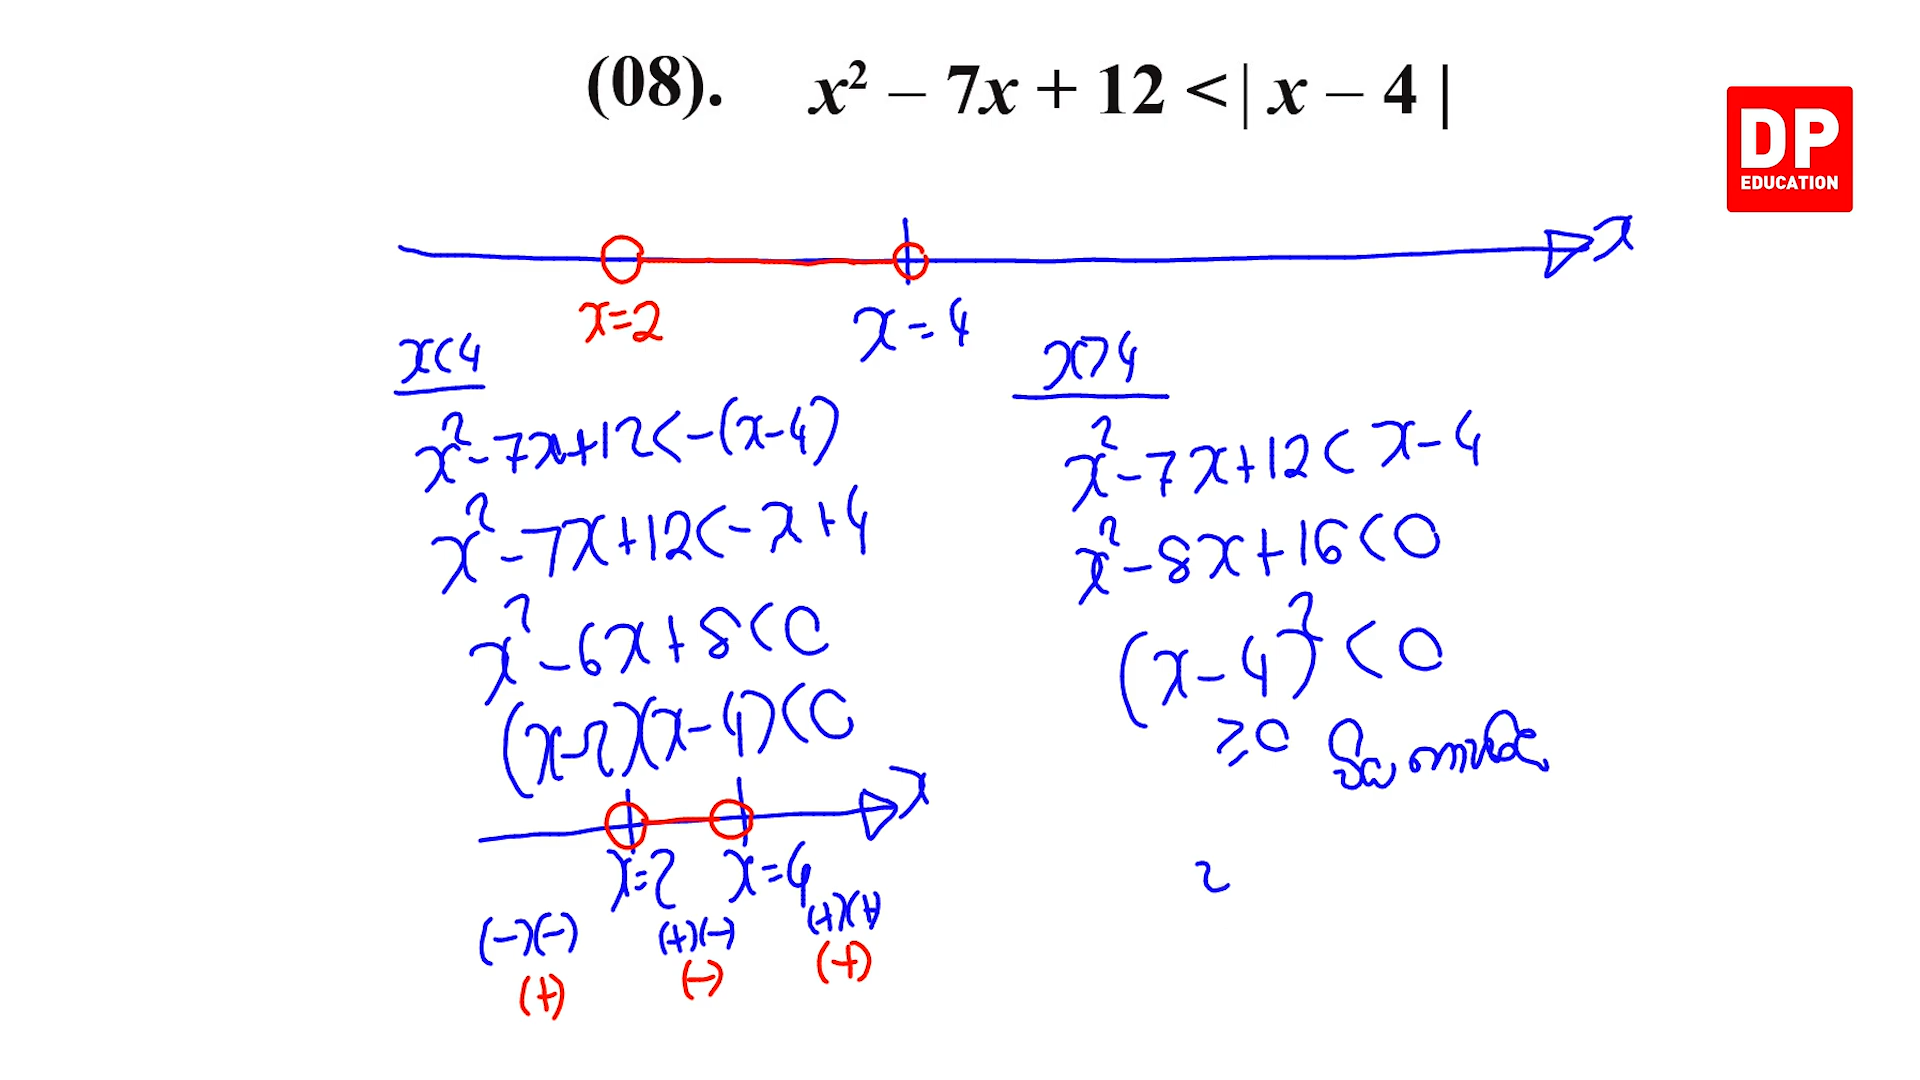 (08). x² – 7x + 12 < | x – 4 |
DP
EDUCATION
x
x=2
x=4
x<4
x²-7x+12<-(x-4)
x²-7x+12<-x+4
x²-6x+8<0
(x-2)(x-4)<0
x
x=2 x=4
(-)(-) (+)(-) (+)(+)
(+) (-) (+)
x>4
x²-7x+12<x-4
x²-8x+16<0
(x-4)²<0
≥0